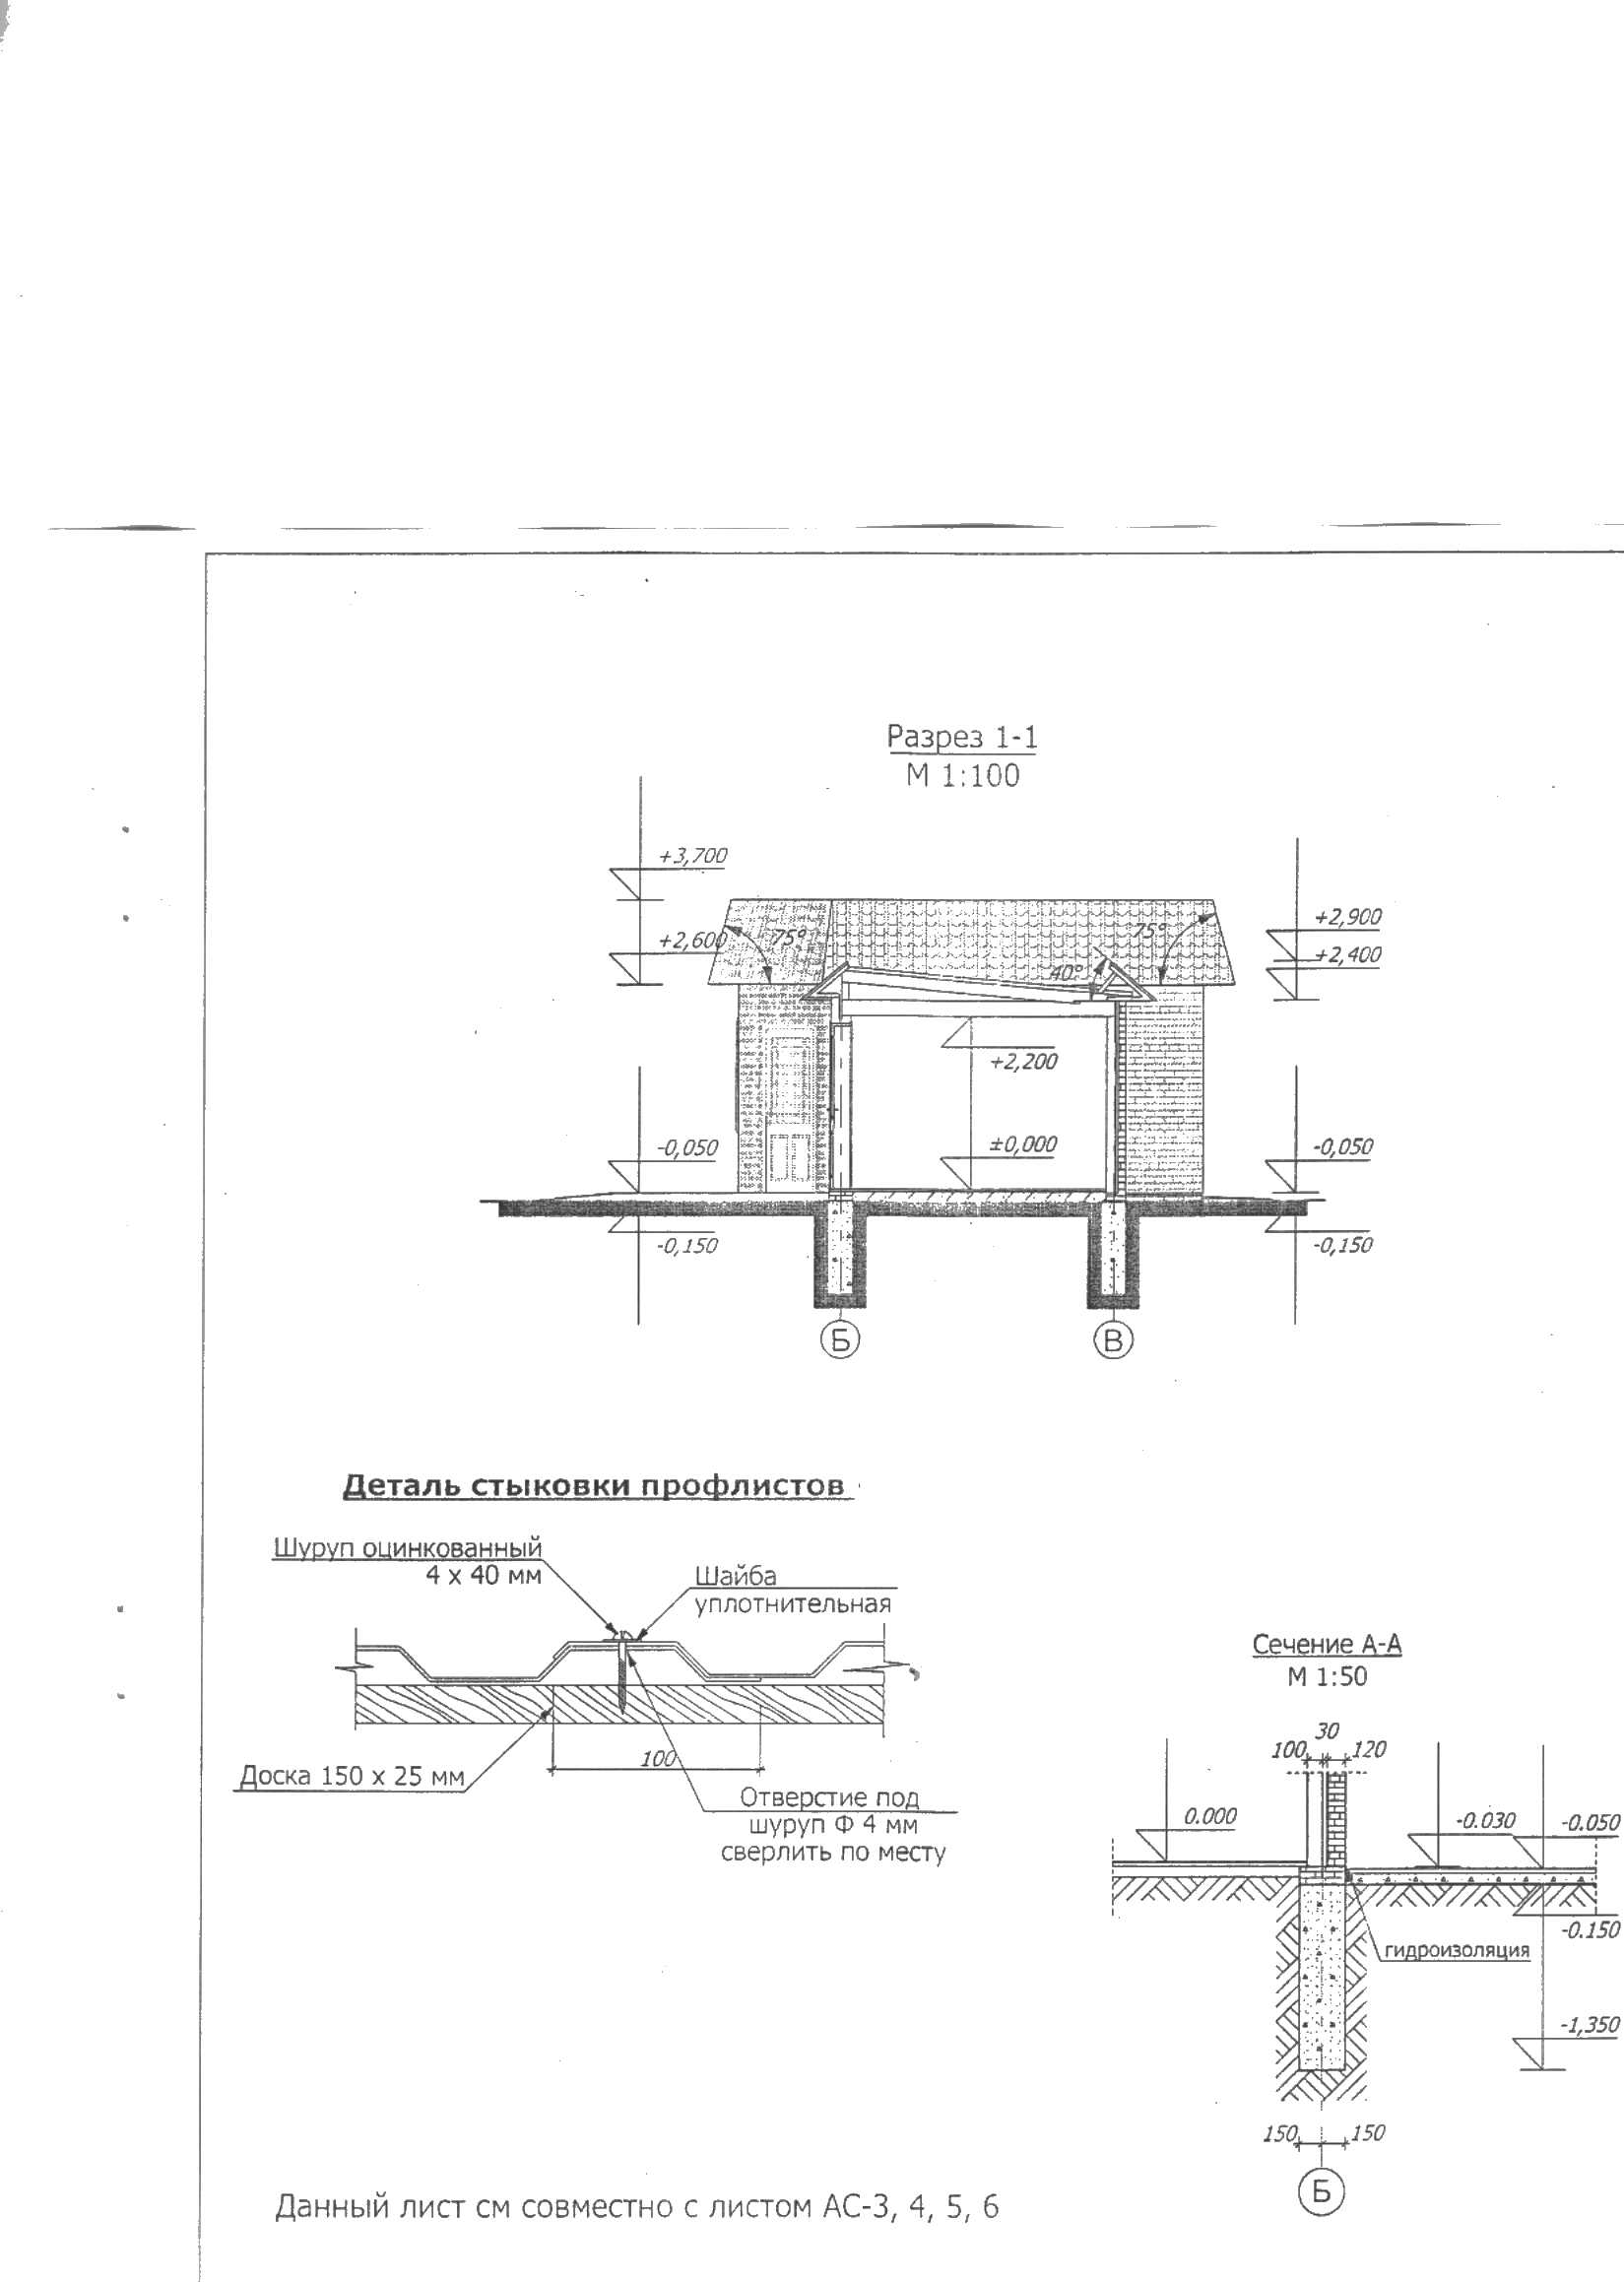 Разрез 1-1
М 1:100
+3,700
+2,600
75°
75°
40°
+2,900
+2,400
+2,200
±0,000
-0,050
-0,050
-0,150
-0,150
Б
В
Деталь стыковки профлистов
Шуруп оцинкованный
4 х 40 мм
Шайба
уплотнительная
Доска 150 х 25 мм
100
Отверстие под
шуруп Ф 4 мм
сверлить по месту
Сечение А-А
М 1:50
30
100
120
0.000
-0.030
-0.050
-0.150
гидроизоляция
-1,350
150
150
Б
Данный лист см совместно с листом АС-3, 4, 5, 6